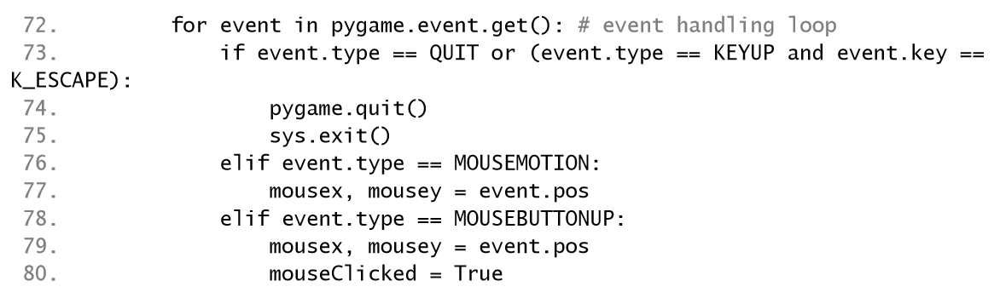 72.         for event in pygame.event.get(): # event handling loop
73.             if event.type == QUIT or (event.type == KEYUP and event.key ==
K_ESCAPE):
74.                 pygame.quit()
75.                 sys.exit()
76.             elif event.type == MOUSEMOTION:
77.                 mousex, mousey = event.pos
78.             elif event.type == MOUSEBUTTONUP:
79.                 mousex, mousey = event.pos
80.                 mouseClicked = True